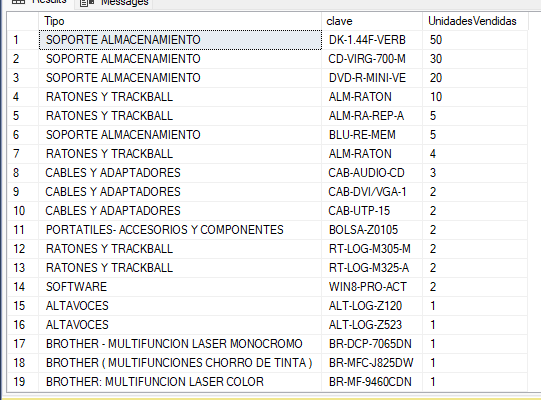 Results Messages
Tipo clave UnidadesVendidas
1 SOPORTE ALMACENAMIENTO DK-1.44F-VERB 50
2 SOPORTE ALMACENAMIENTO CD-VIRG-700-M 30
3 SOPORTE ALMACENAMIENTO DVD-R-MINI-VE 20
4 RATONES Y TRACKBALL ALM-RATON 10
5 RATONES Y TRACKBALL ALM-RA-REP-A 5
6 SOPORTE ALMACENAMIENTO BLU-RE-MEM 5
7 RATONES Y TRACKBALL ALM-RATON 4
8 CABLES Y ADAPTADORES CAB-AUDIO-CD 3
9 CABLES Y ADAPTADORES CAB-DVI/VGA-1 2
10 CABLES Y ADAPTADORES CAB-UTP-15 2
11 PORTATILES- ACCESORIOS Y COMPONENTES BOLSA-Z0105 2
12 RATONES Y TRACKBALL RT-LOG-M305-M 2
13 RATONES Y TRACKBALL RT-LOG-M325-A 2
14 SOFTWARE WIN8-PRO-ACT 2
15 ALTAVOCES ALT-LOG-Z120 1
16 ALTAVOCES ALT-LOG-Z523 1
17 BROTHER - MULTIFUNCION LASER MONOCROMO BR-DCP-7065DN 1
18 BROTHER ( MULTIFUNCIONES CHORRO DE TINTA ) BR-MFC-J825DW 1
19 BROTHER: MULTIFUNCION LASER COLOR BR-MF-9460CDN 1